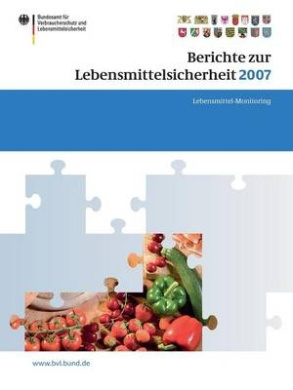 Bundesamt für
Verbraucherschutz und
Lebensmittelsicherheit
Berichte zur
Lebensmittelsicherheit 2007
Lebensmittel-Monitoring
www.bvl.bund.de